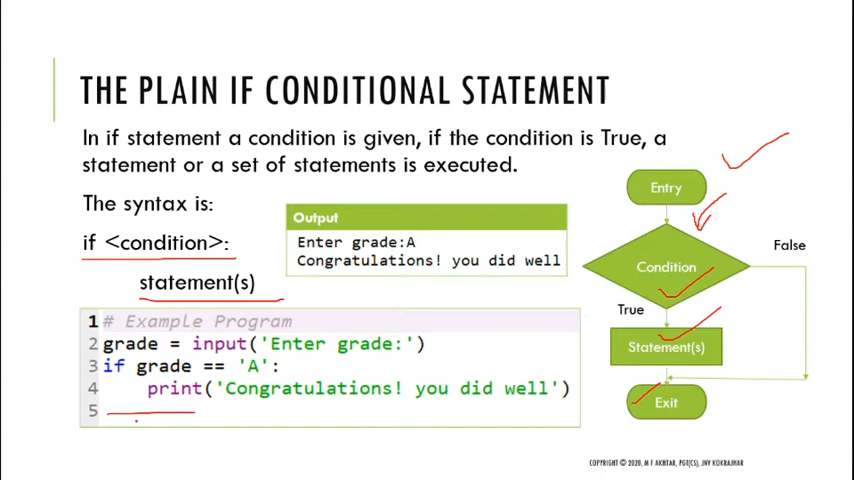 THE PLAIN IF CONDITIONAL STATEMENT
In if statement a condition is given, if the condition is True, a
statement or a set of statements is executed.
The syntax is:
if <condition>:
statement(s)
Output
Enter grade:A
Congratulations! you did well
1 # Example Program
2 grade = input('Enter grade:')
3 if grade == 'A':
4 print('Congratulations! you did well')
5
Entry
Condition
False
True
Statement(s)
Exit
COPYRIGHT © 2020, M F AKHTAR, PGT(CS), JNV KOKRAJHAR